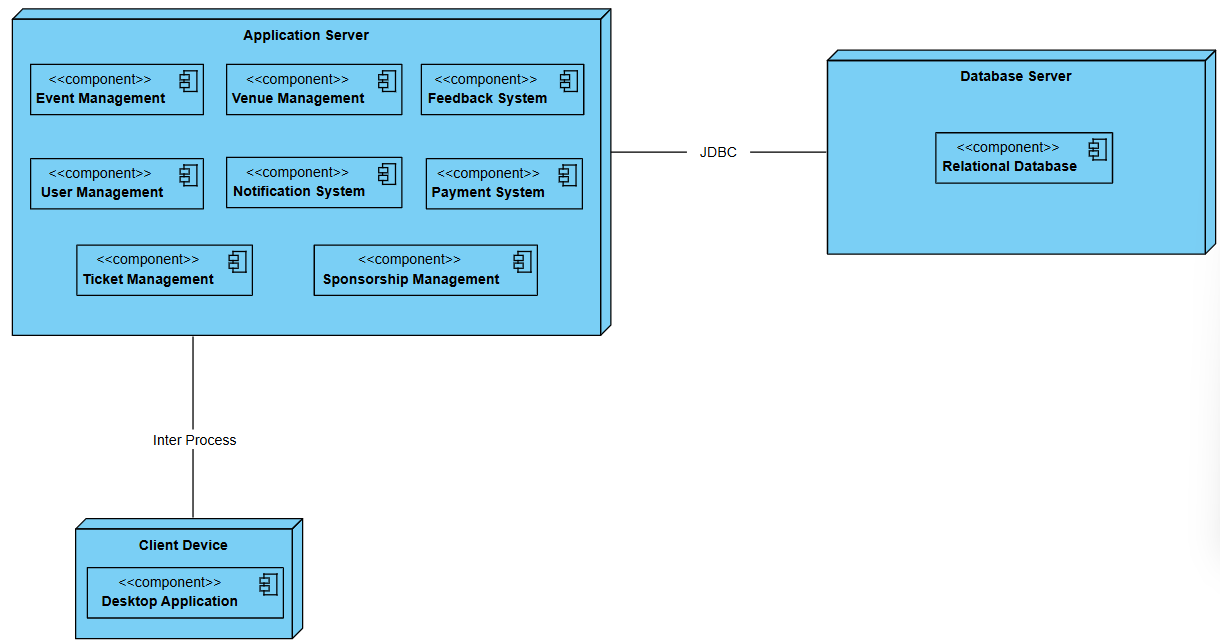 Application Server
<<component>>
Event Management
<<component>>
Venue Management
<<component>>
Feedback System
<<component>>
User Management
<<component>>
Notification System
<<component>>
Payment System
<<component>>
Ticket Management
<<component>>
Sponsorship Management
JDBC
Database Server
<<component>>
Relational Database
Inter Process
Client Device
<<component>>
Desktop Application